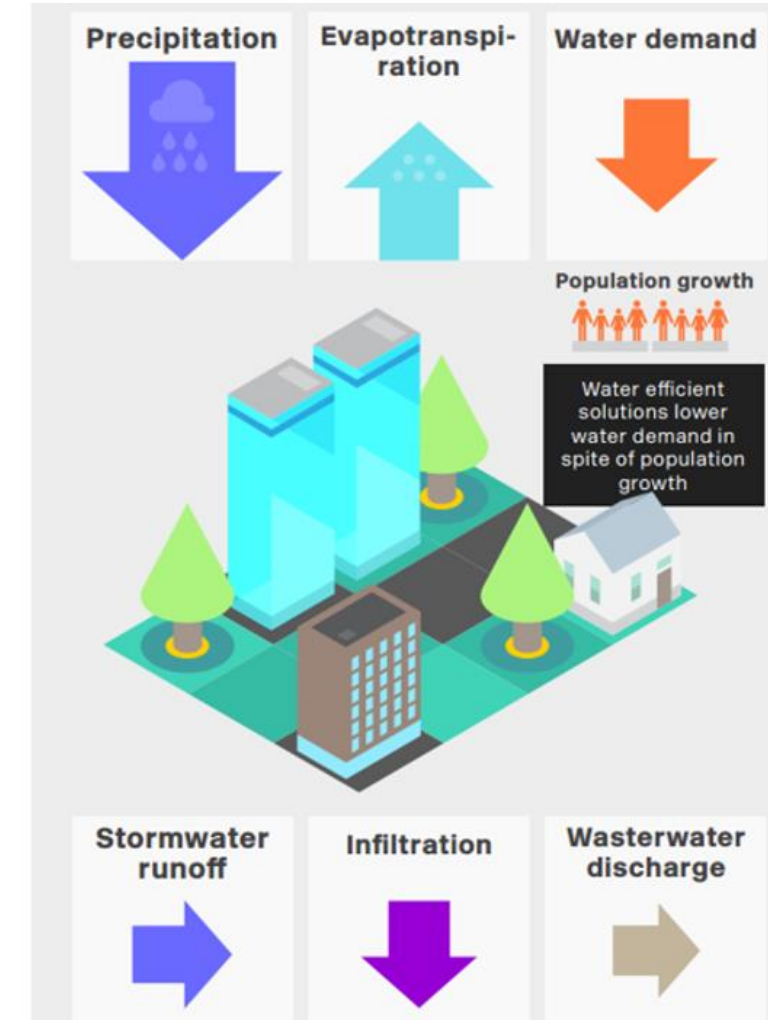 Precipitation
Evapotranspi-
ration
Water demand
Population growth
Water efficient
solutions lower
water demand in
spite of population
growth
Stormwater
runoff
Infiltration
Wasterwater
discharge